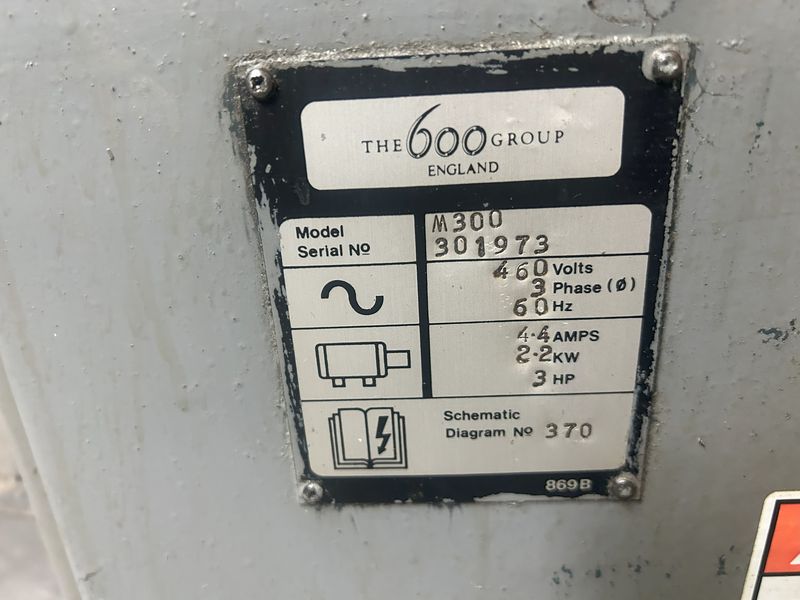 THE 600 GROUP
ENGLAND
Model M300
Serial Nº 301973
460 Volts
3 Phase (Ø)
60 Hz
4·4 AMPS
2·2 KW
3 HP
Schematic
Diagram Nº 370
869B